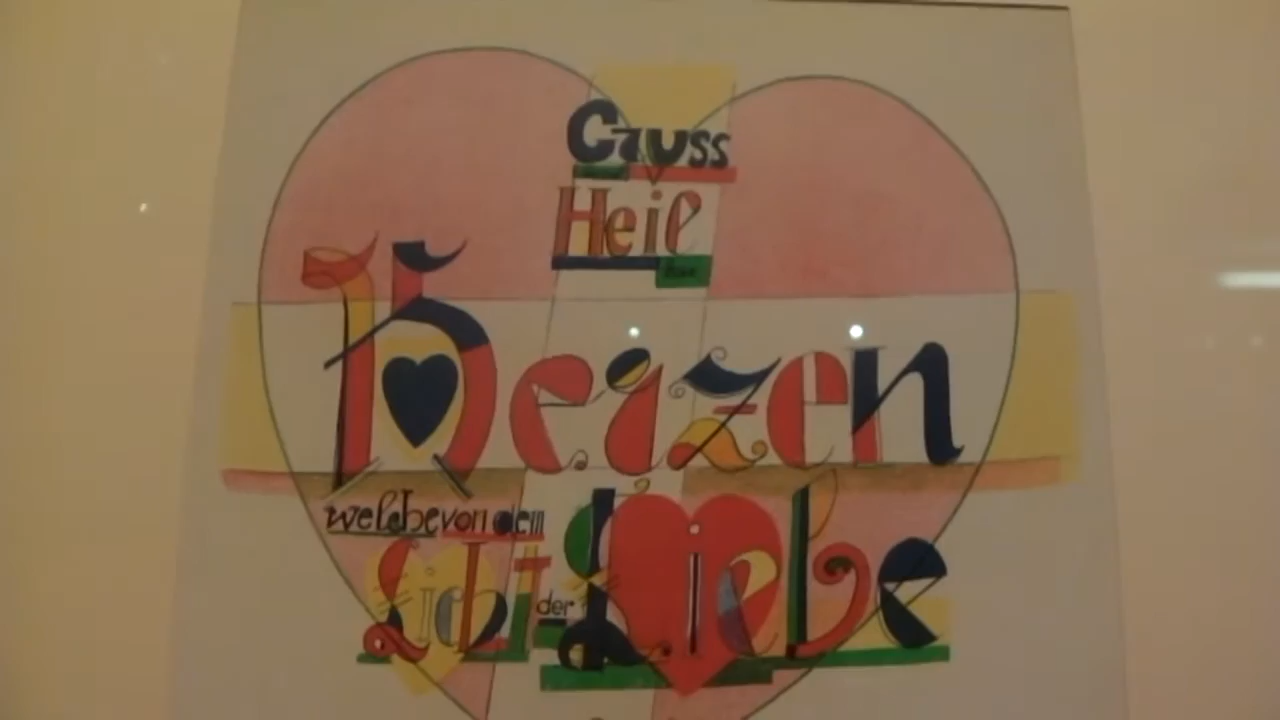 Gruss
Heil
Herzen
welche von dem
Licht der Liebe